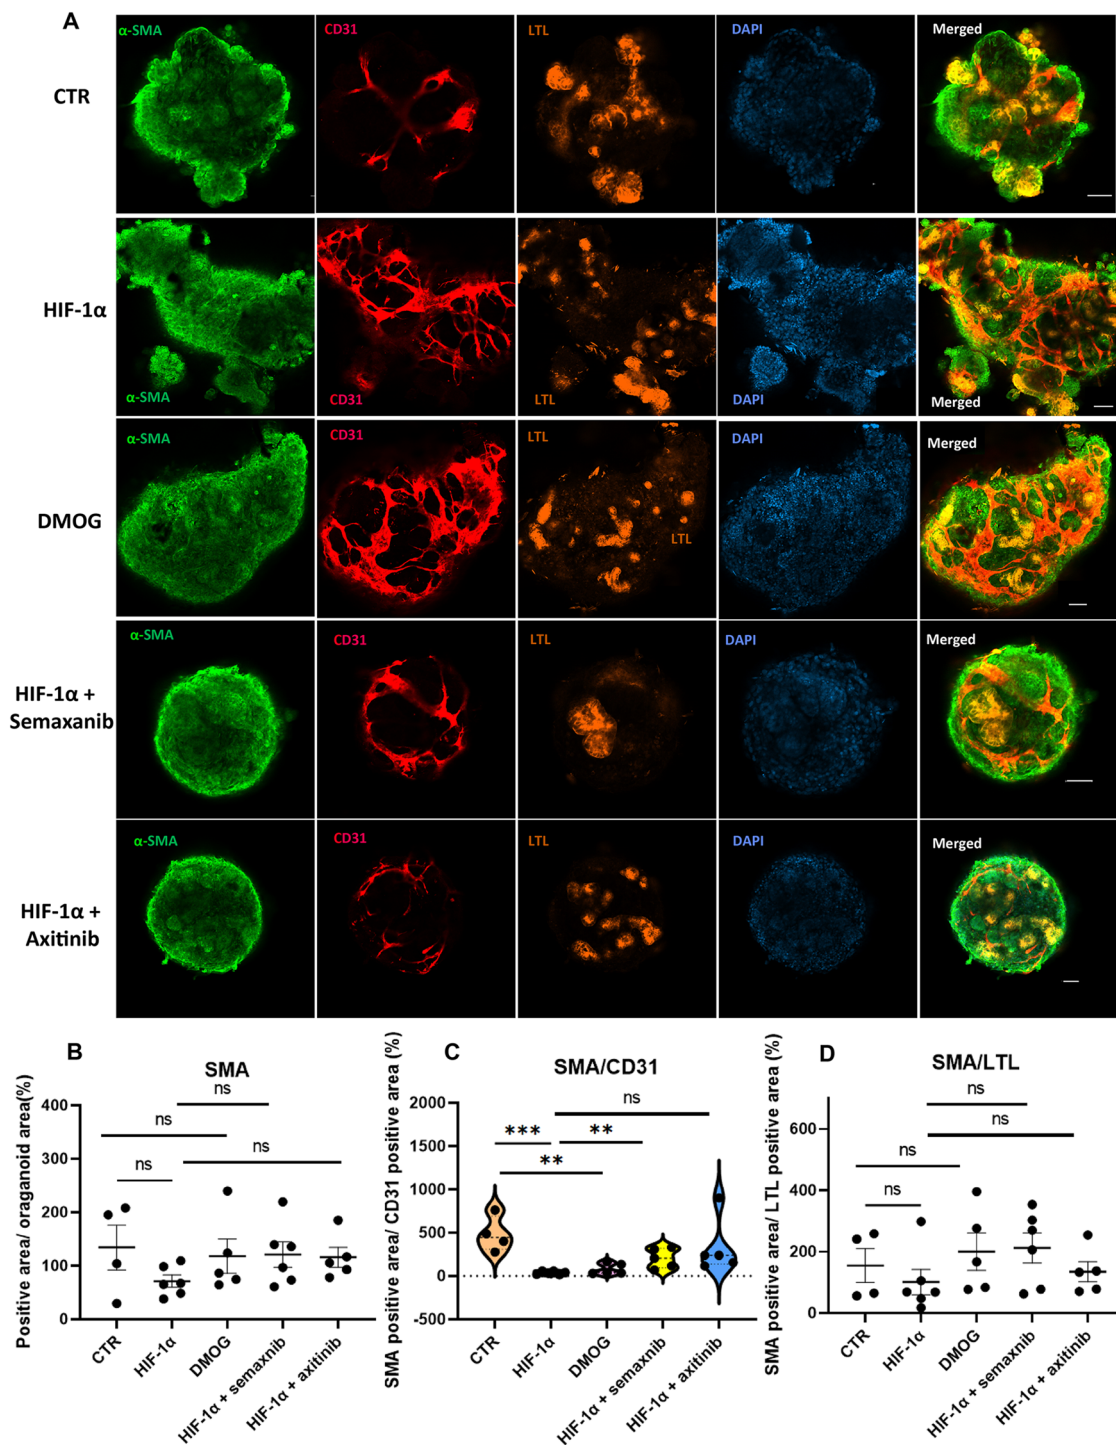 A
α-SMA CD31 LTL DAPI Merged
CTR
HIF-1α
α-SMA CD31 LTL DAPI Merged
α-SMA CD31 LTL DAPI Merged
DMOG
LTL
α-SMA CD31 LTL DAPI Merged
HIF-1α +
Semaxanib
α-SMA CD31 LTL DAPI Merged
HIF-1α +
Axitinib
B
SMA
Positive area/ oraganoid area(%)
400
300
200
100
0
ns
ns
ns
ns
CTR
HIF-1α
DMOG
HIF-1α + semaxnib
HIF-1α + axitinib
C
SMA/CD31
SMA positive area/ CD31 positive area (%)
2000
1500
1000
500
0
-500
ns
***
**
**
CTR
HIF-1α
DMOG
HIF-1α + semaxnib
HIF-1α + axitinib
D
SMA/LTL
SMA positive area/ LTL positive area (%)
600
400
200
0
ns
ns
ns
ns
CTR
HIF-1α
DMOG
HIF-1α + semaxnib
HIF-1α + axitinib